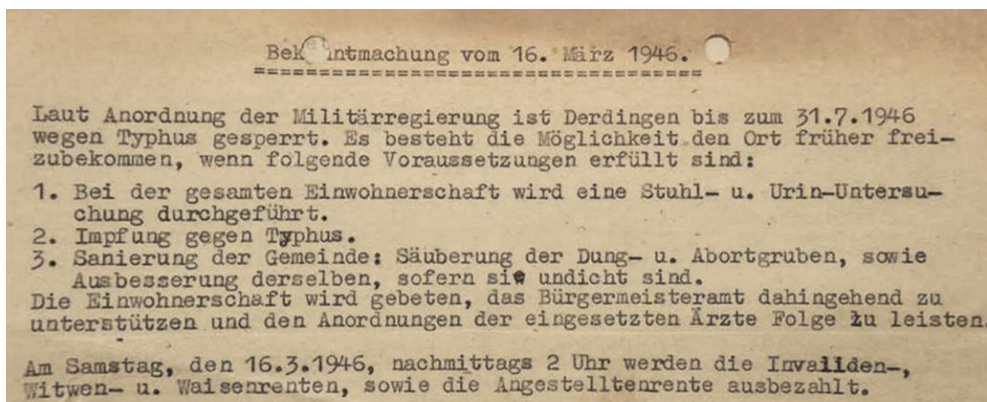 Bekanntmachung vom 16. März 1946.
Laut Anordnung der Militärregierung ist Derdingen bis zum 31.7.1946
wegen Typhus gesperrt. Es besteht die Möglichkeit den Ort früher frei-
zubekommen, wenn folgende Voraussetzungen erfüllt sind:
1. Bei der gesamten Einwohnerschaft wird eine Stuhl- u. Urin-Untersu-
chung durchgeführt.
2. Impfung gegen Typhus.
3. Sanierung der Gemeinde: Säuberung der Dung- u. Abortgruben, sowie
Ausbesserung derselben, sofern sie undicht sind.
Die Einwohnerschaft wird gebeten, das Bürgermeisteramt dahingehend zu
unterstützen und den Anordnungen der eingesetzten Ärzte Folge zu leisten.
Am Samstag, den 16.3.1946, nachmittags 2 Uhr werden die Invaliden-,
Witwen- u. Waisenrenten, sowie die Angestelltenrente ausbezahlt.